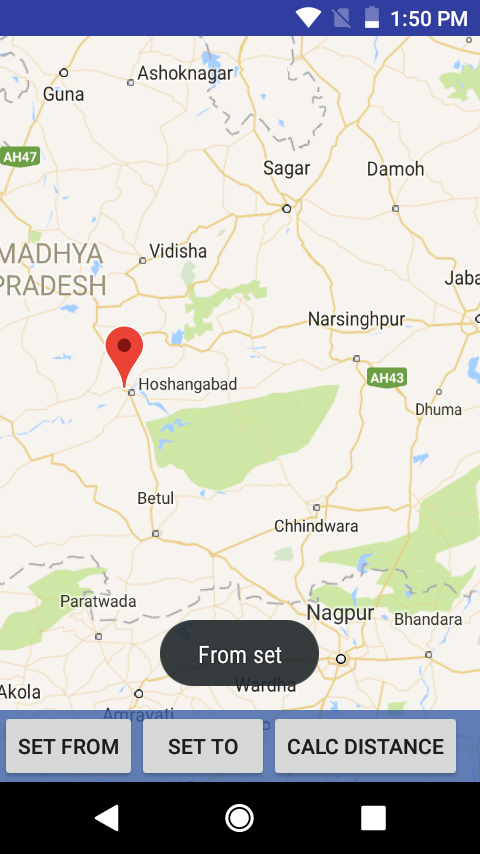 1:50 PM
Ashoknagar
Guna
AH47
Sagar
Damoh
Vidisha
MADHYA
PRADESH
Jaba
Narsinghpur
Hoshangabad
AH43
Dhuma
Betul
Chhindwara
Paratwada
Nagpur
Bhandara
From set
Akola
Wardha
Amravati
SET FROM
SET TO
CALC DISTANCE